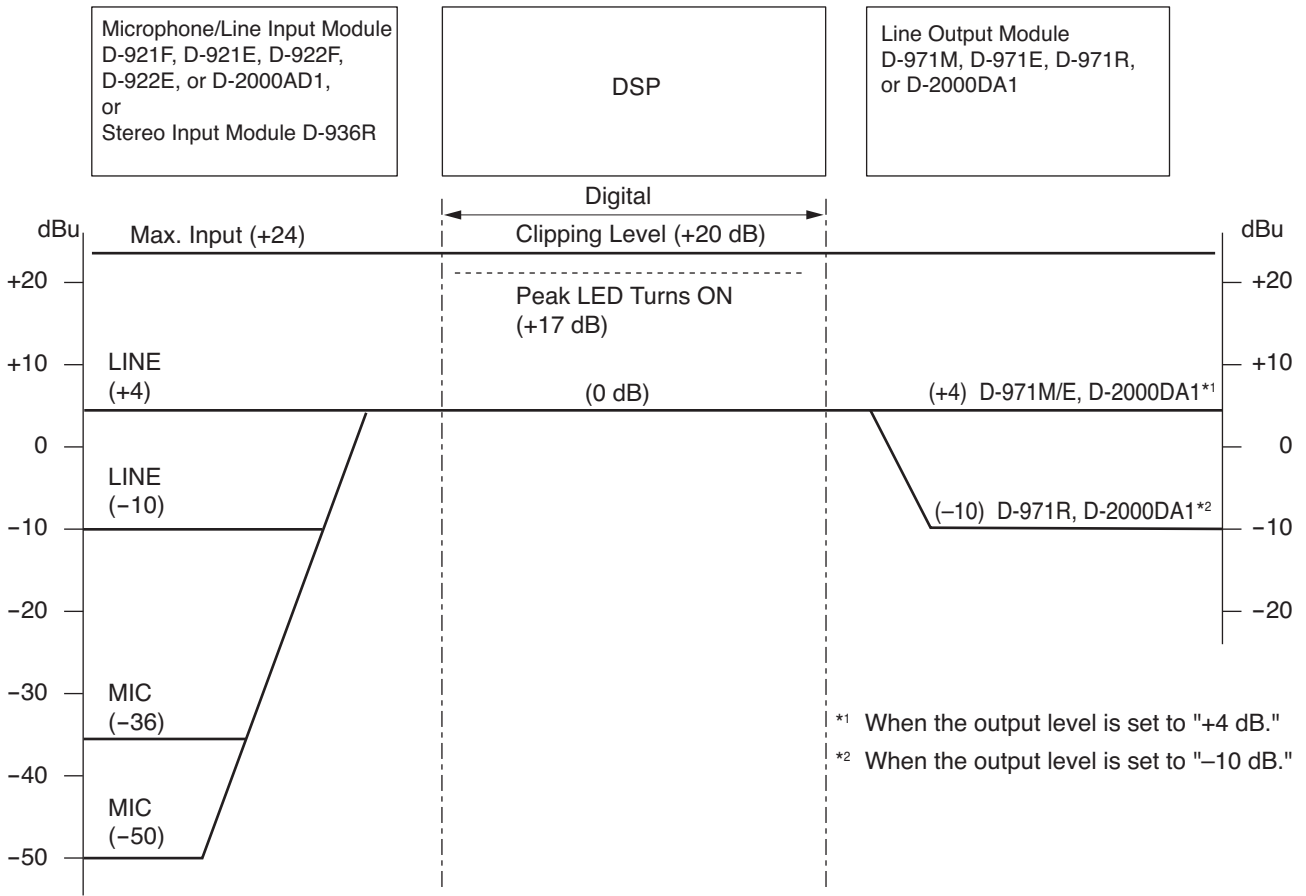 Microphone/Line Input Module
D-921F, D-921E, D-922F,
D-922E, or D-2000AD1,
or
Stereo Input Module D-936R
DSP
Line Output Module
D-971M, D-971E, D-971R,
or D-2000DA1
Digital
dBu
Max. Input (+24)
Clipping Level (+20 dB)
dBu
+20
Peak LED Turns ON
(+17 dB)
+20
+10
LINE
(+4)
(0 dB)
(+4) D-971M/E, D-2000DA1*1
+10
0
0
LINE
(−10)
(−10) D-971R, D-2000DA1*2
−10
−10
−20
−20
−30
MIC
(−36)
*1 When the output level is set to "+4 dB."
*2 When the output level is set to "–10 dB."
−40
MIC
(−50)
−50